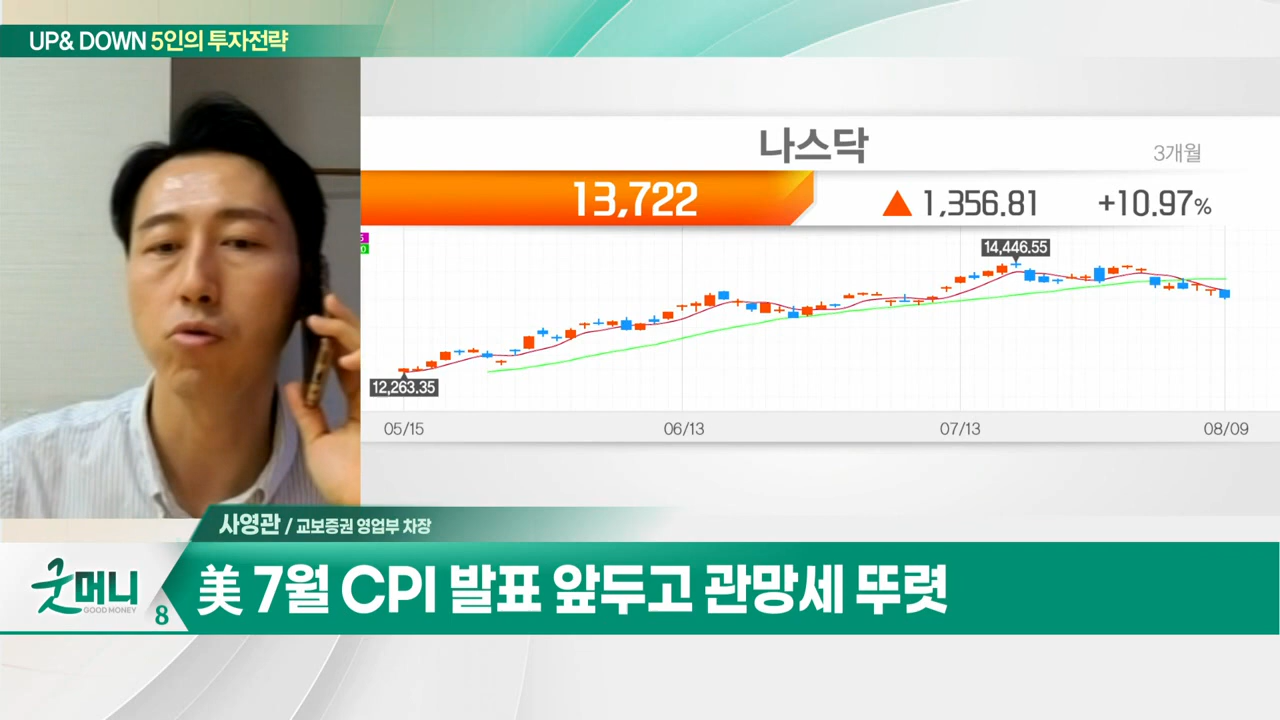 UP& DOWN 5인의 투자전략
나스닥
3개월
13,722 ▲ 1,356.81 +10.97%
14,446.55
12,263.35
05/15 06/13 07/13 08/09
사영관 / 교보증권 영업부 차장
굿머니
GOOD MONEY
8
美 7월 CPI 발표 앞두고 관망세 뚜렷